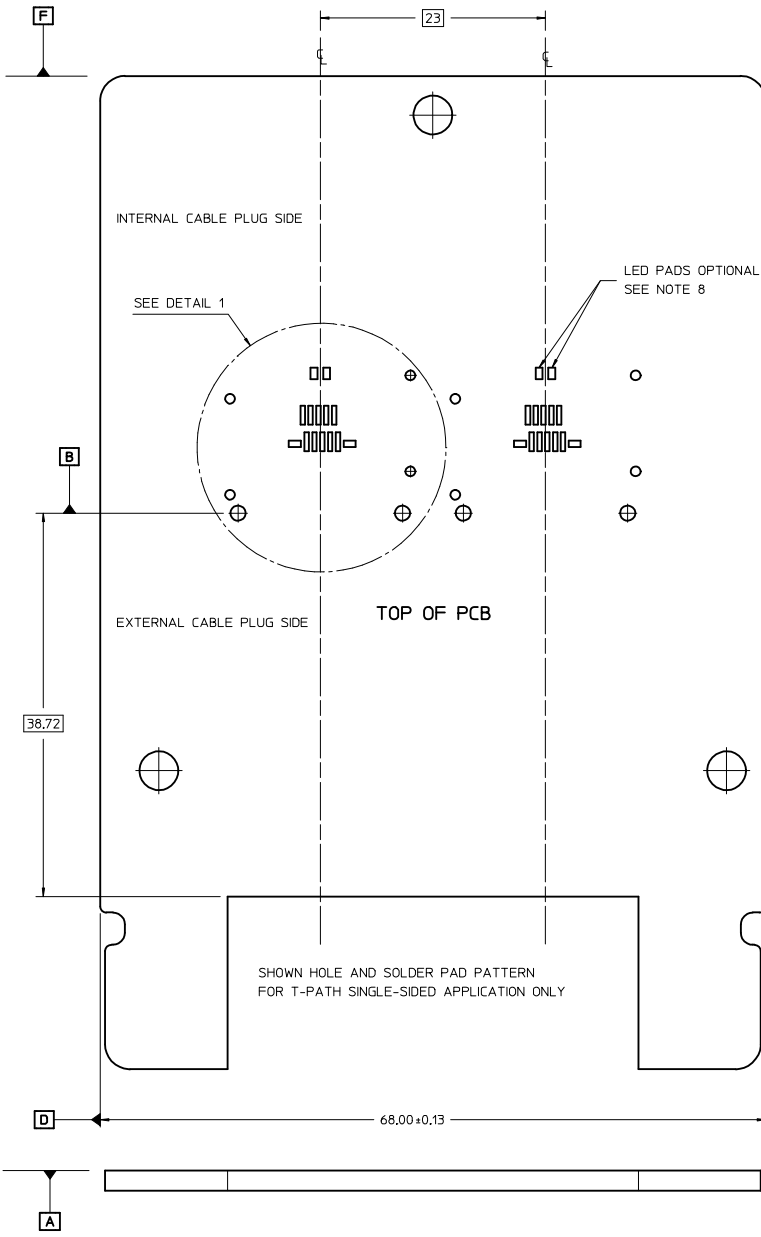 F
23
℄
℄
INTERNAL CABLE PLUG SIDE
LED PADS OPTIONAL
SEE NOTE 8
SEE DETAIL 1
B
TOP OF PCB
EXTERNAL CABLE PLUG SIDE
38.72
SHOWN HOLE AND SOLDER PAD PATTERN
FOR T-PATH SINGLE-SIDED APPLICATION ONLY
D
68.00±0.13
A